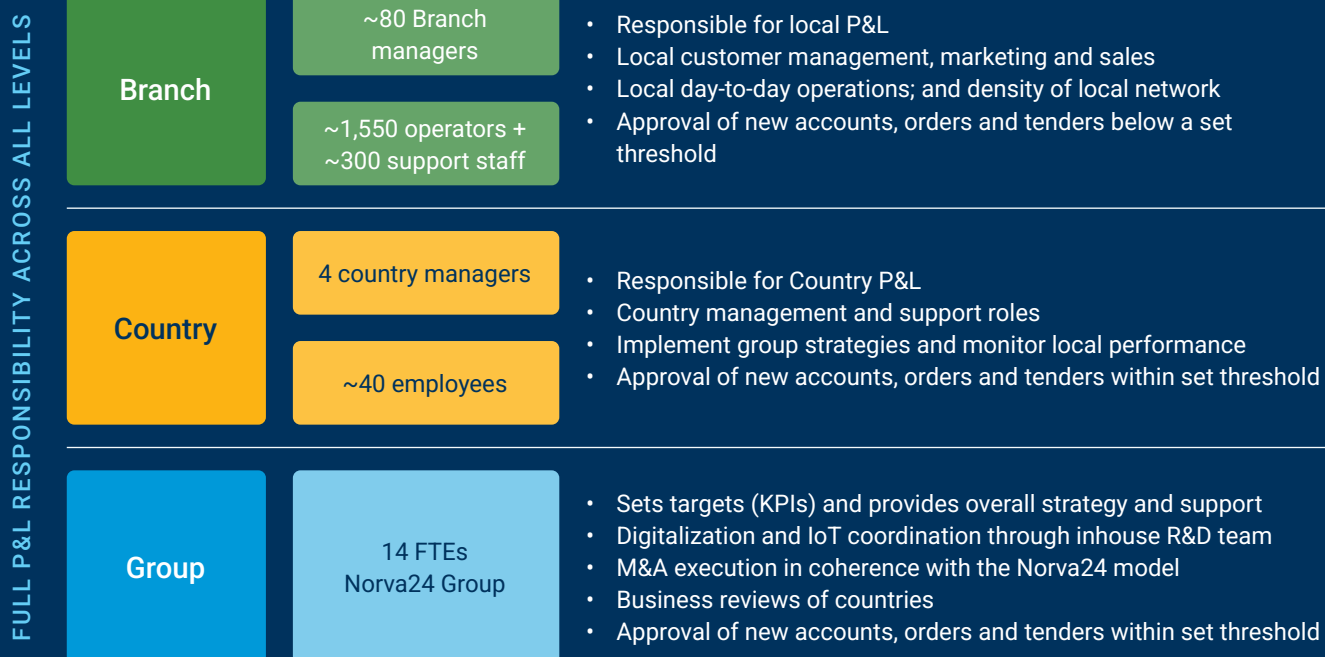 FULL P&L RESPONSIBILITY ACROSS ALL LEVELS
Branch
~80 Branch
managers
~1,550 operators +
~300 support staff
• Responsible for local P&L
• Local customer management, marketing and sales
• Local day-to-day operations; and density of local network
• Approval of new accounts, orders and tenders below a set
threshold
Country
4 country managers
~40 employees
• Responsible for Country P&L
• Country management and support roles
• Implement group strategies and monitor local performance
• Approval of new accounts, orders and tenders within set threshold
Group
14 FTEs
Norva24 Group
• Sets targets (KPIs) and provides overall strategy and support
• Digitalization and IoT coordination through inhouse R&D team
• M&A execution in coherence with the Norva24 model
• Business reviews of countries
• Approval of new accounts, orders and tenders within set threshold